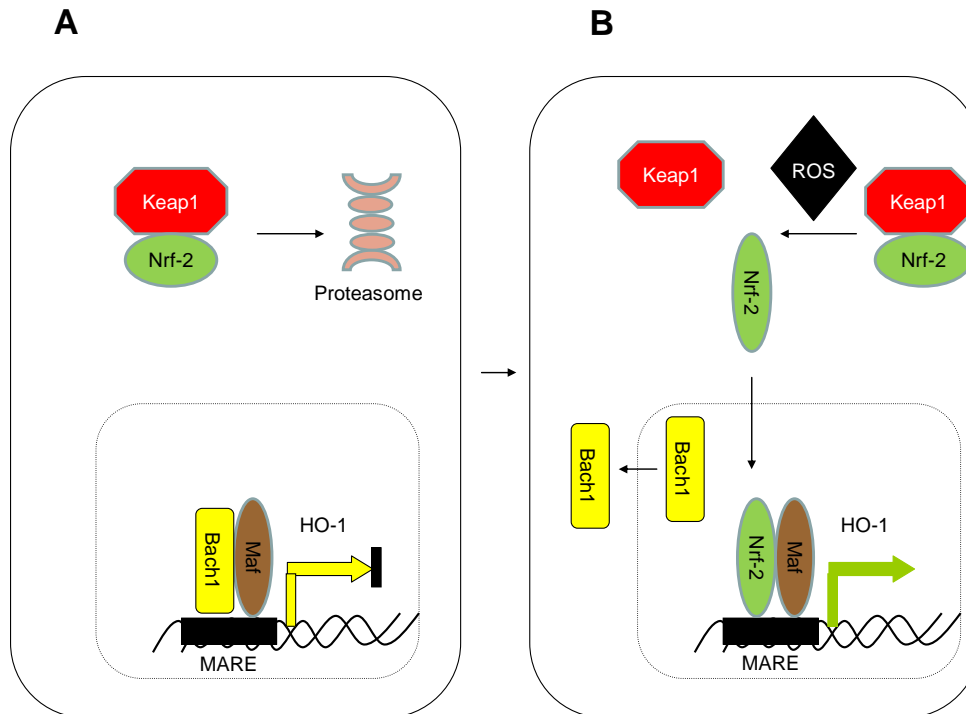 A
Keap1
Nrf-2
Proteasome
HO-1
Bach1
Maf
MARE
B
Keap1
ROS
Keap1
Nrf-2
Nrf-2
Bach1
Bach1
HO-1
Nrf-2
Maf
MARE